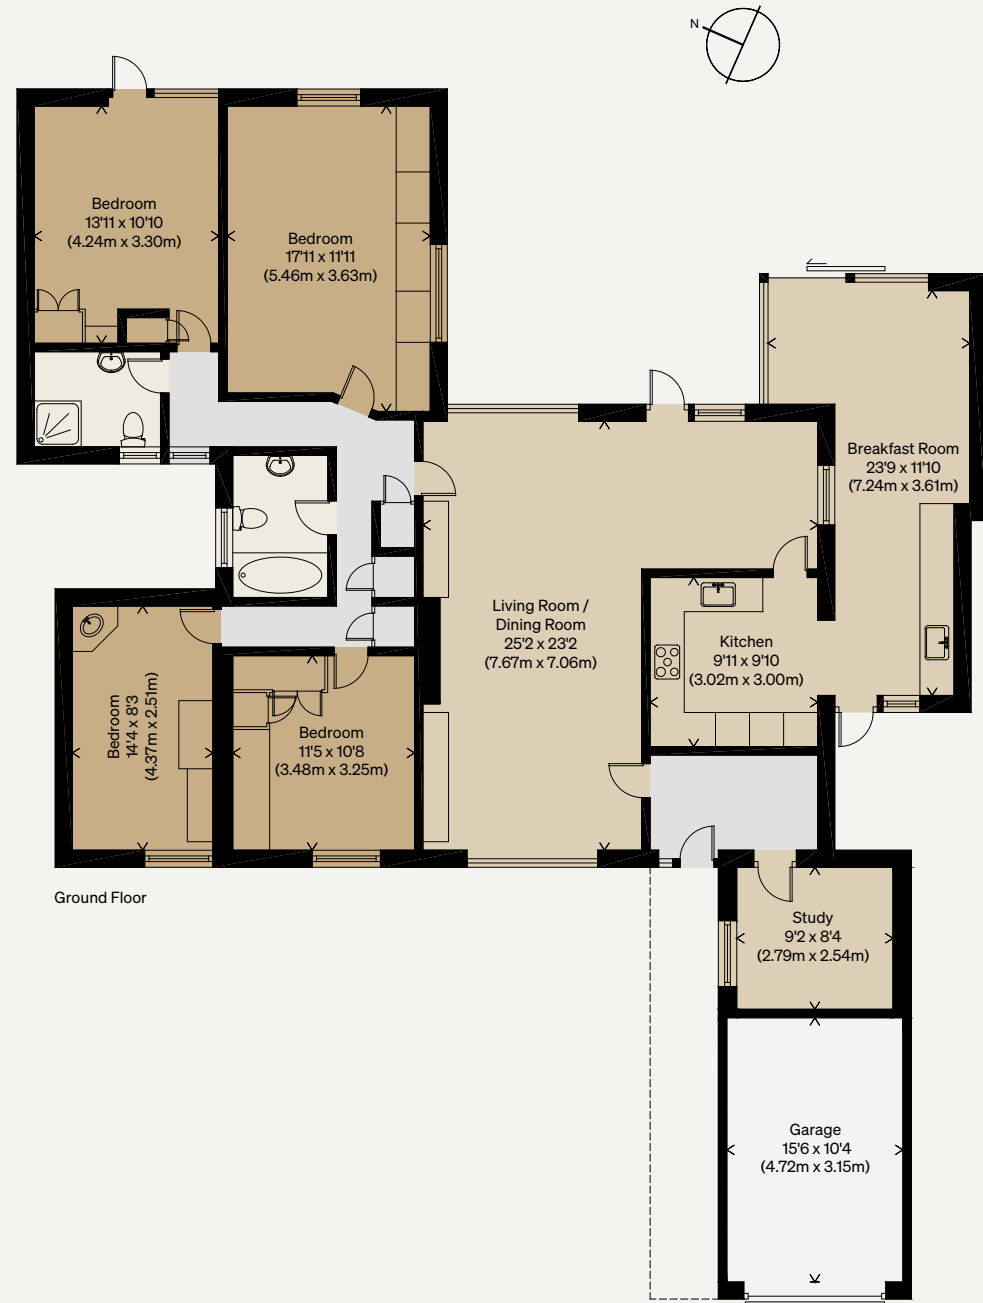 N
Bedroom
13'11 x 10'10
(4.24m x 3.30m)
Bedroom
17'11 x 11'11
(5.46m x 3.63m)
Breakfast Room
23'9 x 11'10
(7.24m x 3.61m)
Living Room /
Dining Room
25'2 x 23'2
(7.67m x 7.06m)
Kitchen
9'11 x 9'10
(3.02m x 3.00m)
Bedroom
14'4 x 8'3
(4.37m x 2.51m)
Bedroom
11'5 x 10'8
(3.48m x 3.25m)
Ground Floor
Study
9'2 x 8'4
(2.79m x 2.54m)
Garage
15'6 x 10'4
(4.72m x 3.15m)